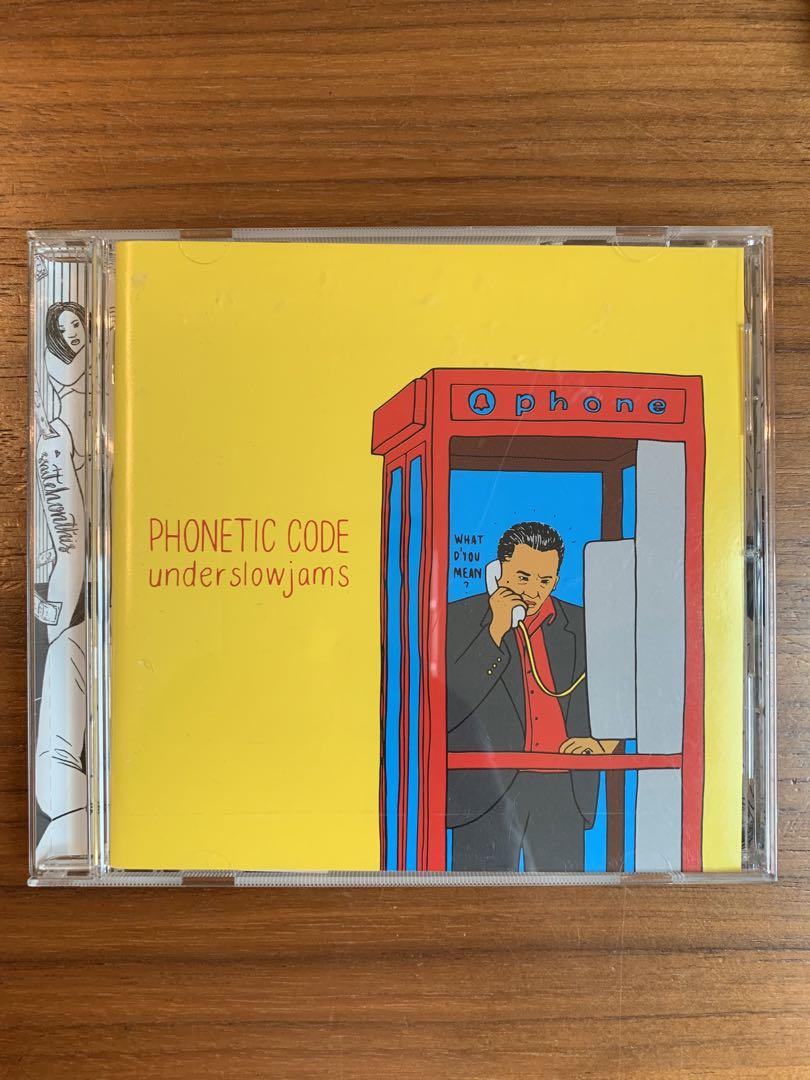 phone
WHAT
D'YOU
MEAN
?
PHONETIC CODE
underslowjams